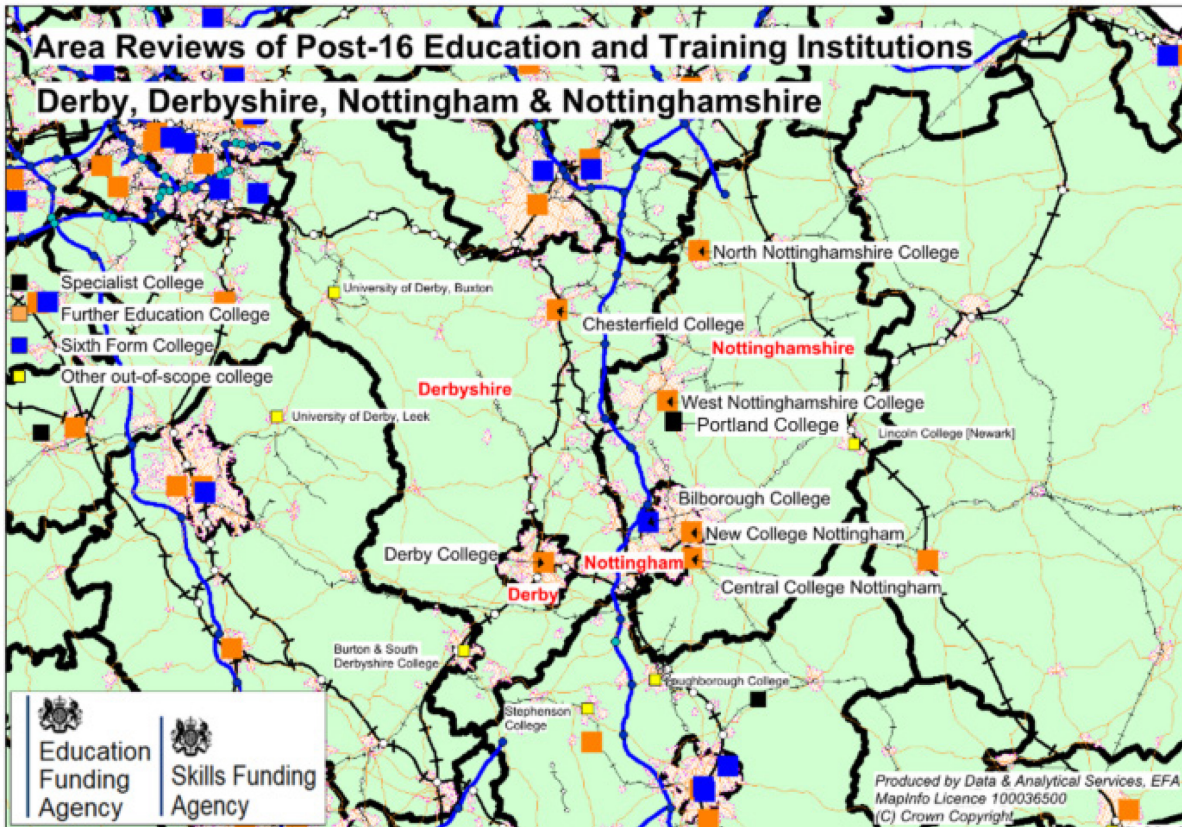 Area Reviews of Post-16 Education and Training Institutions
Derby, Derbyshire, Nottingham & Nottinghamshire
North Nottinghamshire College
Specialist College
University of Derby, Buxton
Further Education College
Chesterfield College
Sixth Form College
Nottinghamshire
Other out-of-scope college
Derbyshire
West Nottinghamshire College
University of Derby, Leek
Portland College
Lincoln College [Newark]
Bilborough College
New College Nottingham
Derby College
Nottingham
Central College Nottingham
Derby
Burton & South
Derbyshire College
Loughborough College
Stephenson
College
Education
Funding
Agency
Skills Funding
Agency
Produced by Data & Analytical Services, EFA
MapInfo Licence 100036500
(C) Crown Copyright